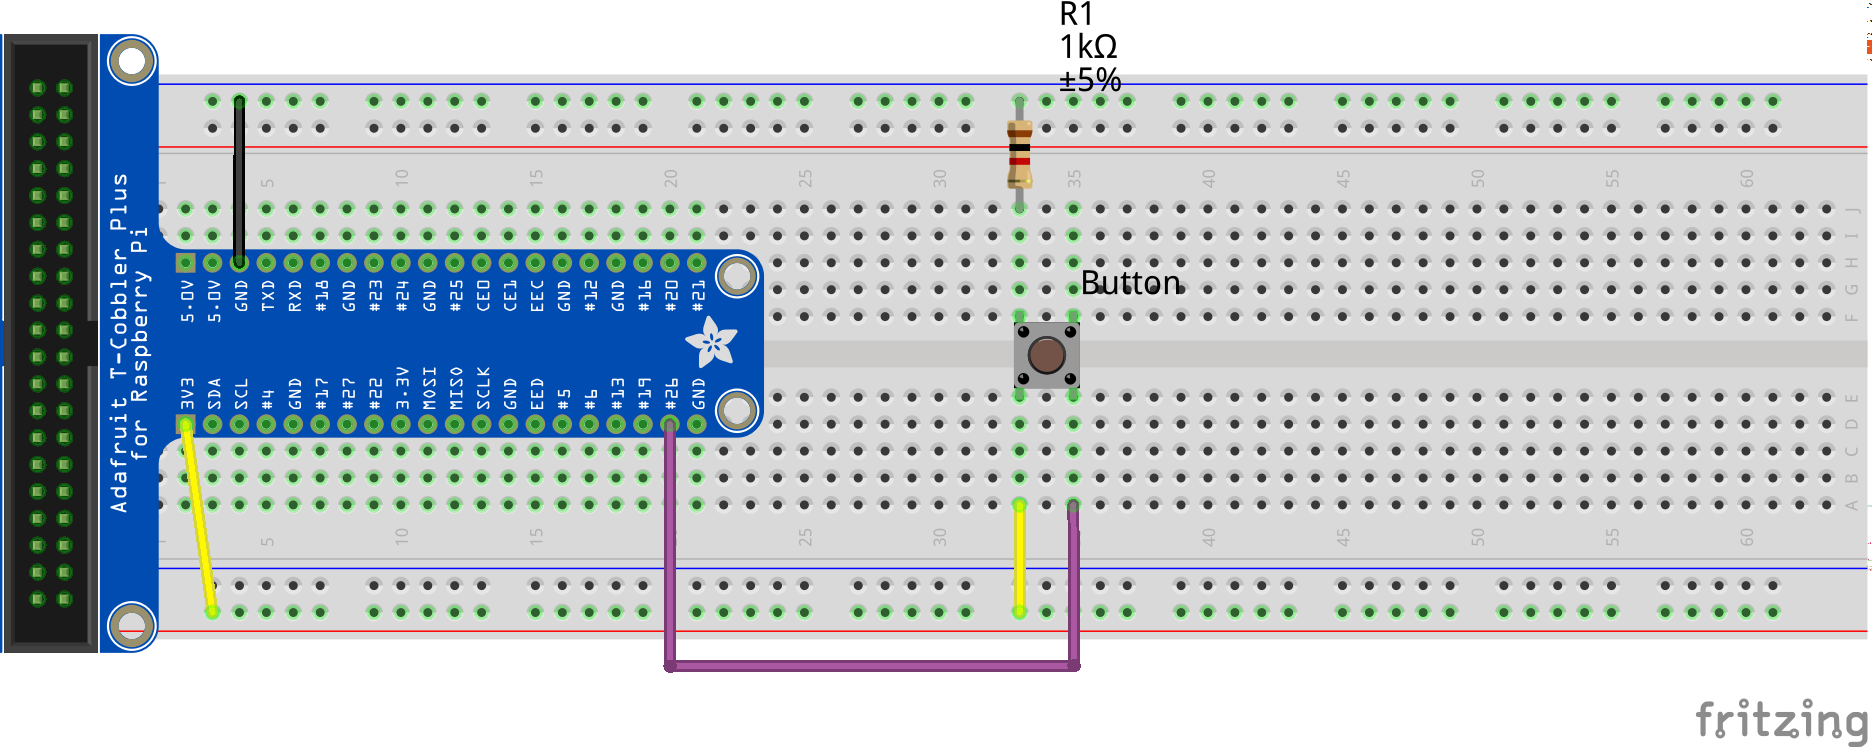 R1
1kΩ
±5%
5 10 15 20 25 30 35 40 45 50 55 60
J
I
H
G
F
Adafruit T-Cobbler Plus
for Raspberry Pi
5.0V 5.0V GND TXD RXD #18 GND #23 #24 GND #25 CE0 CE1 EEC GND #12 GND #16 #20 #21
Button
3V3 SDA SCL #4 GND #17 #27 #22 3.3V MOSI MISO SCLK GND EED #5 #6 #13 #19 #26 GND
E
D
C
B
A
5 10 15 25 30 40 45 50 55 60
fritzing